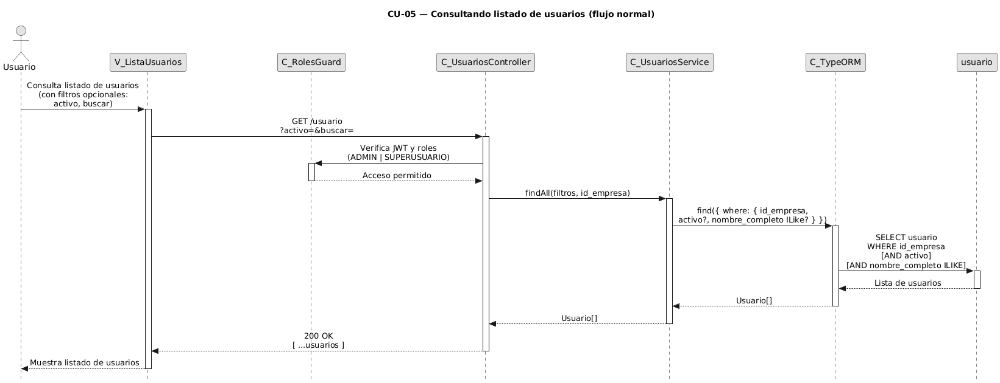 CU-05 — Consultando listado de usuarios (flujo normal)
Usuario
V_ListaUsuarios
C_RolesGuard
C_UsuariosController
C_UsuariosService
C_TypeORM
usuario
Consulta listado de usuarios
(con filtros opcionales:
activo, buscar)
GET /usuario
?activo=&buscar=
Verifica JWT y roles
(ADMIN | SUPERUSUARIO)
Acceso permitido
findAll(filtros, id_empresa)
find({ where: { id_empresa,
activo?, nombre_completo ILike? } })
SELECT usuario
WHERE id_empresa
[AND activo]
[AND nombre_completo ILIKE]
Lista de usuarios
Usuario[]
Usuario[]
200 OK
[ ...usuarios ]
Muestra listado de usuarios